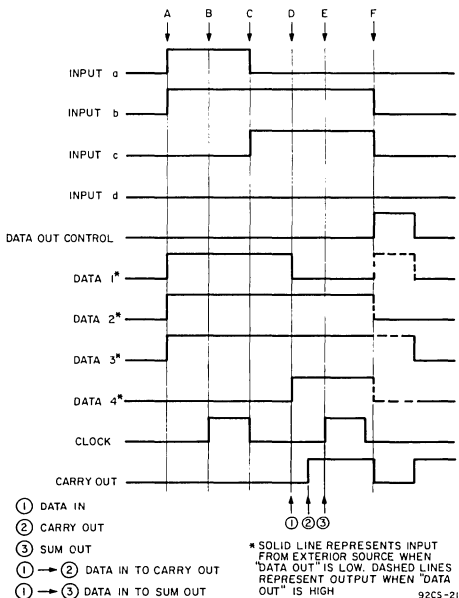 A B C D E F
INPUT a
INPUT b
INPUT c
INPUT d
DATA OUT CONTROL
DATA 1*
DATA 2*
DATA 3*
DATA 4*
CLOCK
CARRY OUT
① ② ③
① DATA IN
② CARRY OUT
③ SUM OUT
① → ② DATA IN TO CARRY OUT
① → ③ DATA IN TO SUM OUT
* SOLID LINE REPRESENTS INPUT
FROM EXTERIOR SOURCE WHEN
"DATA OUT" IS LOW. DASHED LINES
REPRESENT OUTPUT WHEN "DATA
OUT" IS HIGH